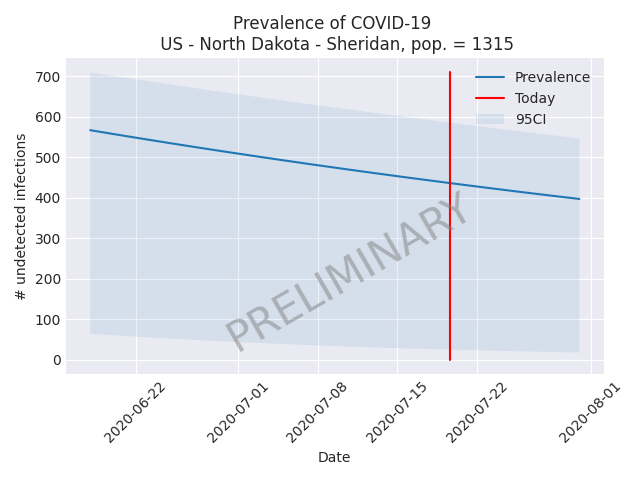 Prevalence of COVID-19
US - North Dakota - Sheridan, pop. = 1315
700
600
500
400
300
200
100
0
# undetected infections
Prevalence
Today
95CI
PRELIMINARY
2020-06-22
2020-07-01
2020-07-08
2020-07-15
2020-07-22
2020-08-01
Date